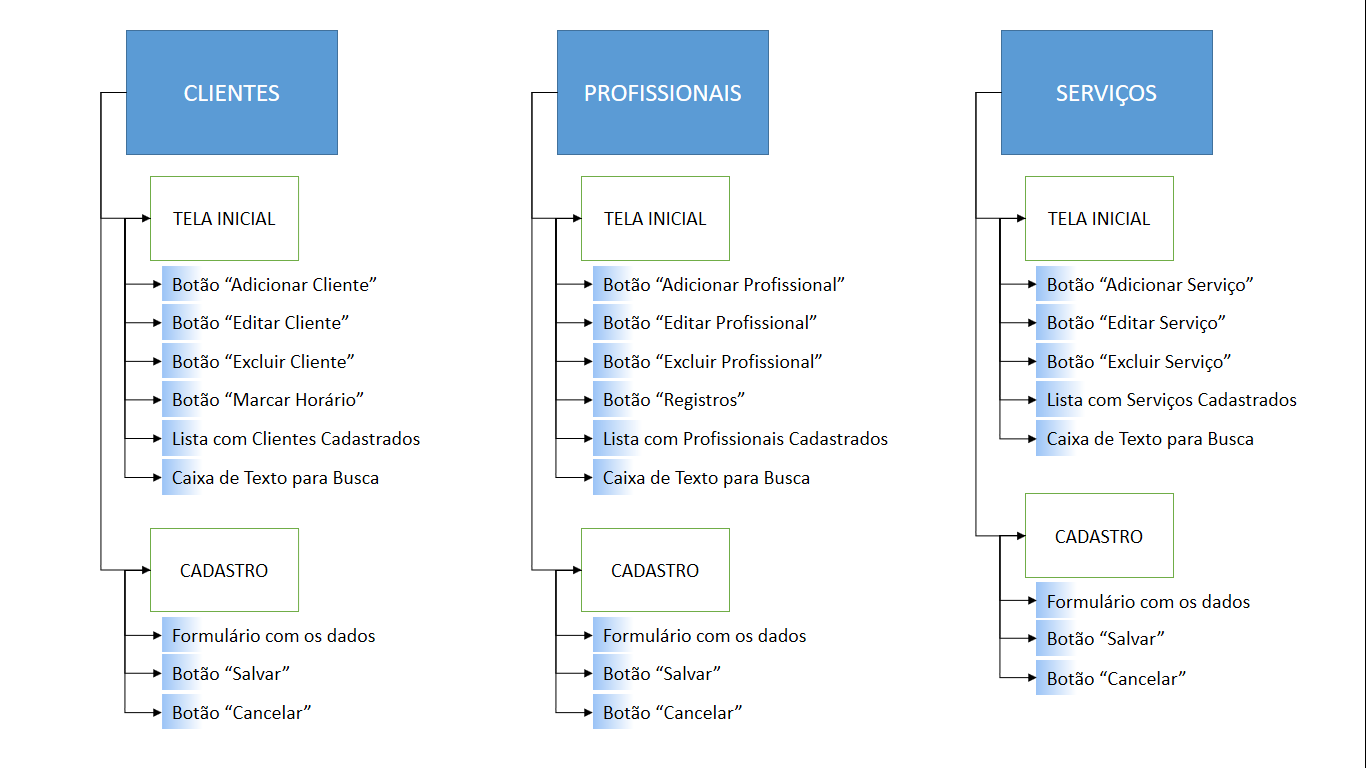 CLIENTES
TELA INICIAL
Botão “Adicionar Cliente”
Botão “Editar Cliente”
Botão “Excluir Cliente”
Botão “Marcar Horário”
Lista com Clientes Cadastrados
Caixa de Texto para Busca
CADASTRO
Formulário com os dados
Botão “Salvar”
Botão “Cancelar”
PROFISSIONAIS
TELA INICIAL
Botão “Adicionar Profissional”
Botão “Editar Profissional”
Botão “Excluir Profissional”
Botão “Registros”
Lista com Profissionais Cadastrados
Caixa de Texto para Busca
CADASTRO
Formulário com os dados
Botão “Salvar”
Botão “Cancelar”
SERVIÇOS
TELA INICIAL
Botão “Adicionar Serviço”
Botão “Editar Serviço”
Botão “Excluir Serviço”
Lista com Serviços Cadastrados
Caixa de Texto para Busca
CADASTRO
Formulário com os dados
Botão “Salvar”
Botão “Cancelar”